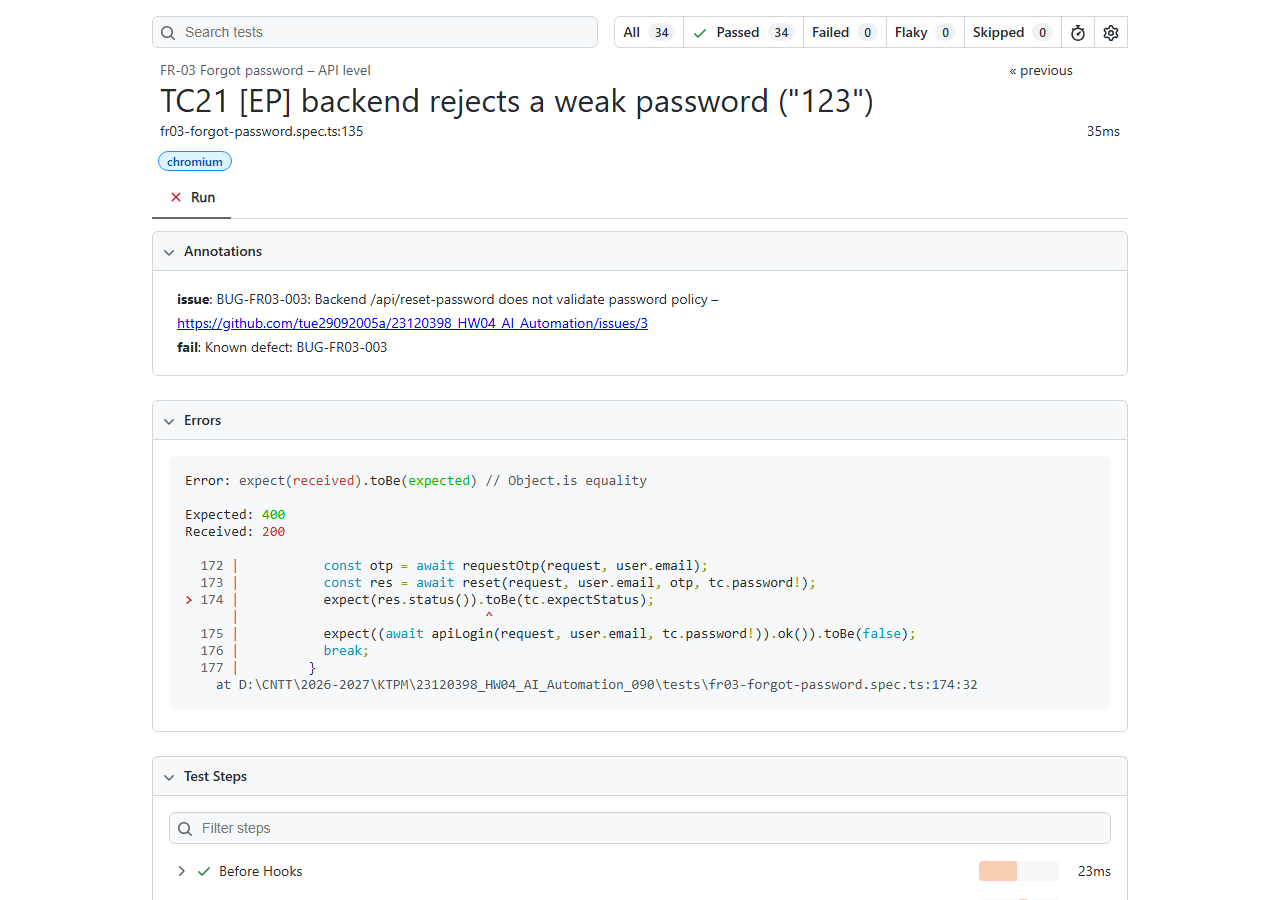 Search tests
All 34
Passed 34
Failed 0
Flaky 0
Skipped 0
FR-03 Forgot password – API level
« previous
TC21 [EP] backend rejects a weak password ("123")
fr03-forgot-password.spec.ts:135
35ms
chromium
Run
Annotations
issue: BUG-FR03-003: Backend /api/reset-password does not validate password policy –
https://github.com/tue29092005a/23120398_HW04_AI_Automation/issues/3
fail: Known defect: BUG-FR03-003
Errors
Error: expect(received).toBe(expected) // Object.is equality
Expected: 400
Received: 200
172 |           const otp = await requestOtp(request, user.email);
173 |           const res = await reset(request, user.email, otp, tc.password!);
> 174 |           expect(res.status()).toBe(tc.expectStatus);
|                                ^
175 |           expect((await apiLogin(request, user.email, tc.password!)).ok()).toBe(false);
176 |           break;
177 |         }
at D:\CNTT\2026-2027\KTPM\23120398_HW04_AI_Automation_090\tests\fr03-forgot-password.spec.ts:174:32
Test Steps
Filter steps
Before Hooks
23ms